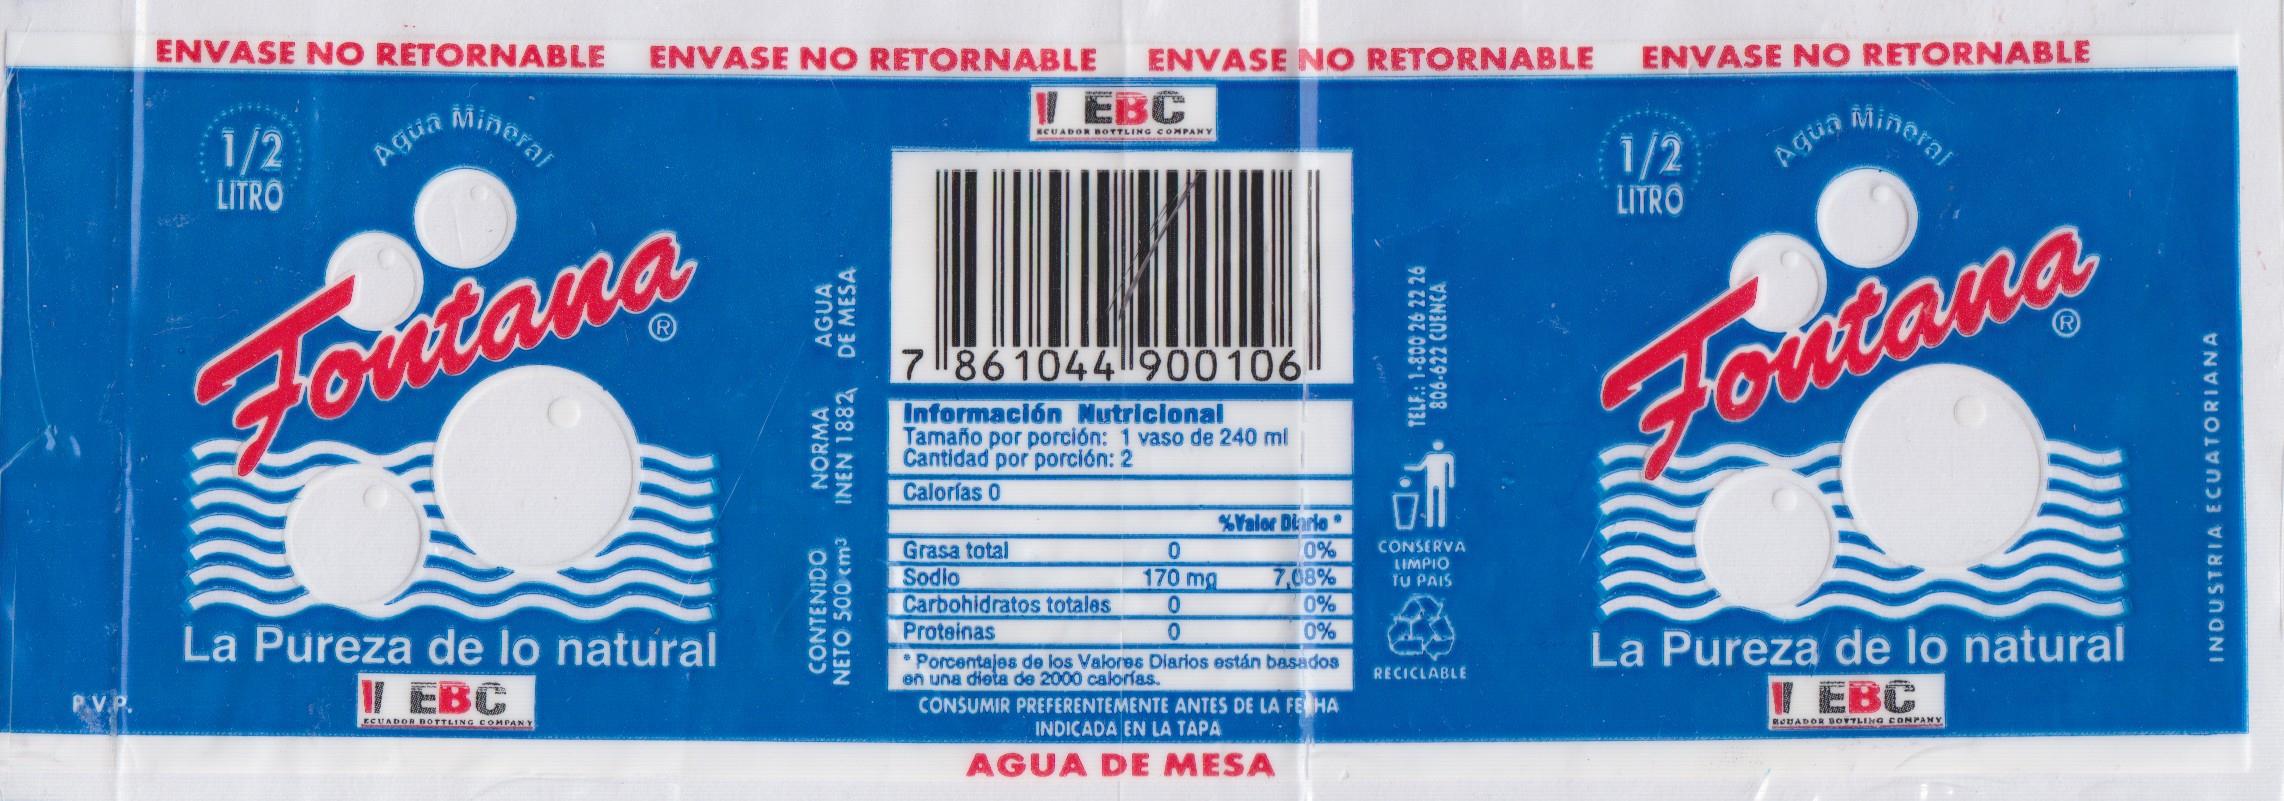 ENVASE NO RETORNABLE ENVASE NO RETORNABLE ENVASE NO RETORNABLE ENVASE NO RETORNABLE
1/2
LITRO
Agua Mineral
Fontana
®
La Pureza de lo natural
EBC
ECUADOR BOTTLING COMPANY
P.V.P.
CONTENIDO NORMA AGUA
NETO 500 cm³ INEN 1882 DE MESA
EBC
ECUADOR BOTTLING COMPANY
7 861044 900106
Información Nutricional
Tamaño por porción: 1 vaso de 240 ml
Cantidad por porción: 2
Calorías 0
%Valor Diario *
Grasa total 0 0%
Sodio 170 mg 7,08%
Carbohidratos totales 0 0%
Proteinas 0 0%
* Porcentajes de los Valores Diarios están basados
en una dieta de 2000 calorías.
CONSUMIR PREFERENTEMENTE ANTES DE LA FECHA
INDICADA EN LA TAPA
TELF.: 1-800 26 22 26
806-622 CUENCA
CONSERVA
LIMPIO
TU PAIS
RECICLABLE
1/2
LITRO
Agua Mineral
Fontana
®
La Pureza de lo natural
EBC
ECUADOR BOTTLING COMPANY
INDUSTRIA ECUATORIANA
AGUA DE MESA